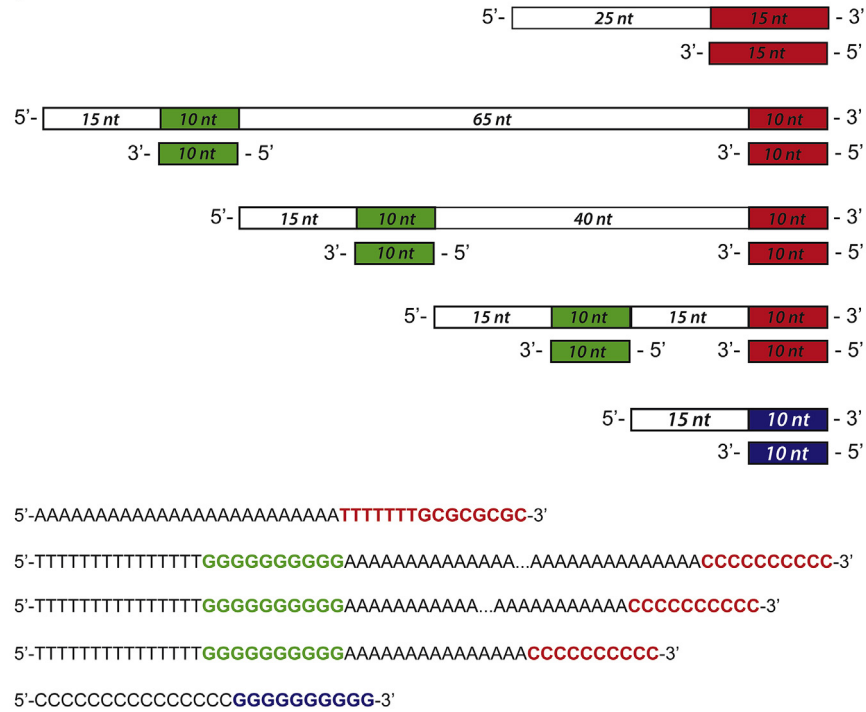 5'- 25 nt 15 nt - 3'
3'- 15 nt - 5'
5'- 15 nt 10 nt 65 nt 10 nt - 3'
3'- 10 nt - 5' 3'- 10 nt - 5'
5'- 15 nt 10 nt 40 nt 10 nt - 3'
3'- 10 nt - 5' 3'- 10 nt - 5'
5'- 15 nt 10 nt 15 nt 10 nt - 3'
3'- 10 nt - 5' 3'- 10 nt - 5'
5'- 15 nt 10 nt - 3'
3'- 10 nt - 5'
5'-AAAAAAAAAAAAAAAAAAAAAAAAATTTTTTTGCGCGCGC-3'
5'-TTTTTTTTTTTTTTTGGGGGGGGGGAAAAAAAAAAAAAA...AAAAAAAAAAAAAACCCCCCCCCC-3'
5'-TTTTTTTTTTTTTTTGGGGGGGGGGAAAAAAAAAAA...AAAAAAAAAAACCCCCCCCCC-3'
5'-TTTTTTTTTTTTTTTGGGGGGGGGGAAAAAAAAAAAAAAACCCCCCCCCC-3'
5'-CCCCCCCCCCCCCCCGGGGGGGGGG-3'